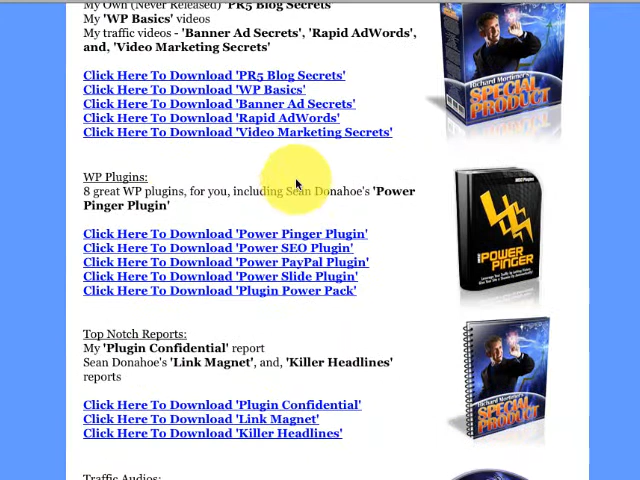 My Own (Never Released) 'PR5 Blog Secrets'
My 'WP Basics' videos
My traffic videos - 'Banner Ad Secrets', 'Rapid AdWords',
and, 'Video Marketing Secrets'
Click Here To Download 'PR5 Blog Secrets'
Click Here To Download 'WP Basics'
Click Here To Download 'Banner Ad Secrets'
Click Here To Download 'Rapid AdWords'
Click Here To Download 'Video Marketing Secrets'
Richard Mortimer's
SPECIAL
PRODUCT
WP Plugins:
8 great WP plugins, for you, including Sean Donahoe's 'Power
Pinger Plugin'
Click Here To Download 'Power Pinger Plugin'
Click Here To Download 'Power SEO Plugin'
Click Here To Download 'Power PayPal Plugin'
Click Here To Download 'Power Slide Plugin'
Click Here To Download 'Plugin Power Pack'
POWER
PINGER
Top Notch Reports:
My 'Plugin Confidential' report
Sean Donahoe's 'Link Magnet', and, 'Killer Headlines'
reports
Click Here To Download 'Plugin Confidential'
Click Here To Download 'Link Magnet'
Click Here To Download 'Killer Headlines'
Richard Mortimer's
SPECIAL
PRODUCT
Traffic Audios: